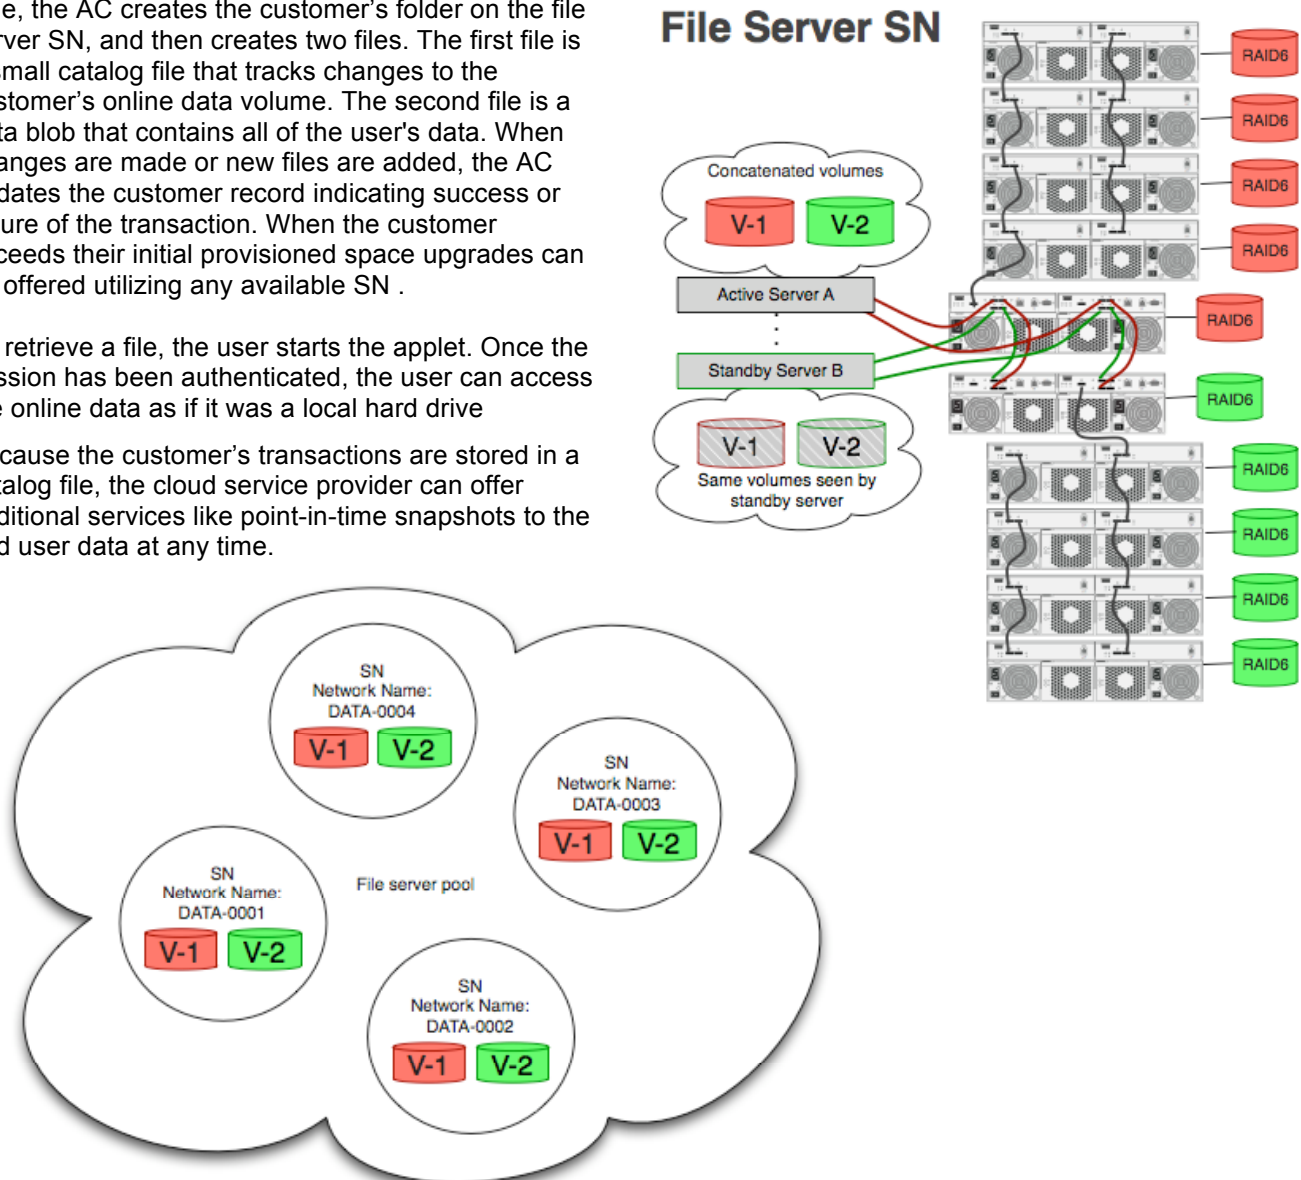 le, the AC creates the customer’s folder on the file
rver SN, and then creates two files. The first file is
small catalog file that tracks changes to the
stomer’s online data volume. The second file is a
ta blob that contains all of the user's data. When
anges are made or new files are added, the AC
dates the customer record indicating success or
ure of the transaction. When the customer
ceeds their initial provisioned space upgrades can
offered utilizing any available SN .
retrieve a file, the user starts the applet. Once the
ssion has been authenticated, the user can access
e online data as if it was a local hard drive
cause the customer’s transactions are stored in a
talog file, the cloud service provider can offer
ditional services like point-in-time snapshots to the
d user data at any time.
File Server SN
Concatenated volumes
V-1 V-2
Active Server A
Standby Server B
V-1 V-2
Same volumes seen by
standby server
RAID6
RAID6
RAID6
RAID6
RAID6
RAID6
RAID6
RAID6
RAID6
RAID6
SN
Network Name:
DATA-0004
V-1 V-2
SN
Network Name:
DATA-0003
V-1 V-2
SN
Network Name:
DATA-0001
V-1 V-2
File server pool
SN
Network Name:
DATA-0002
V-1 V-2